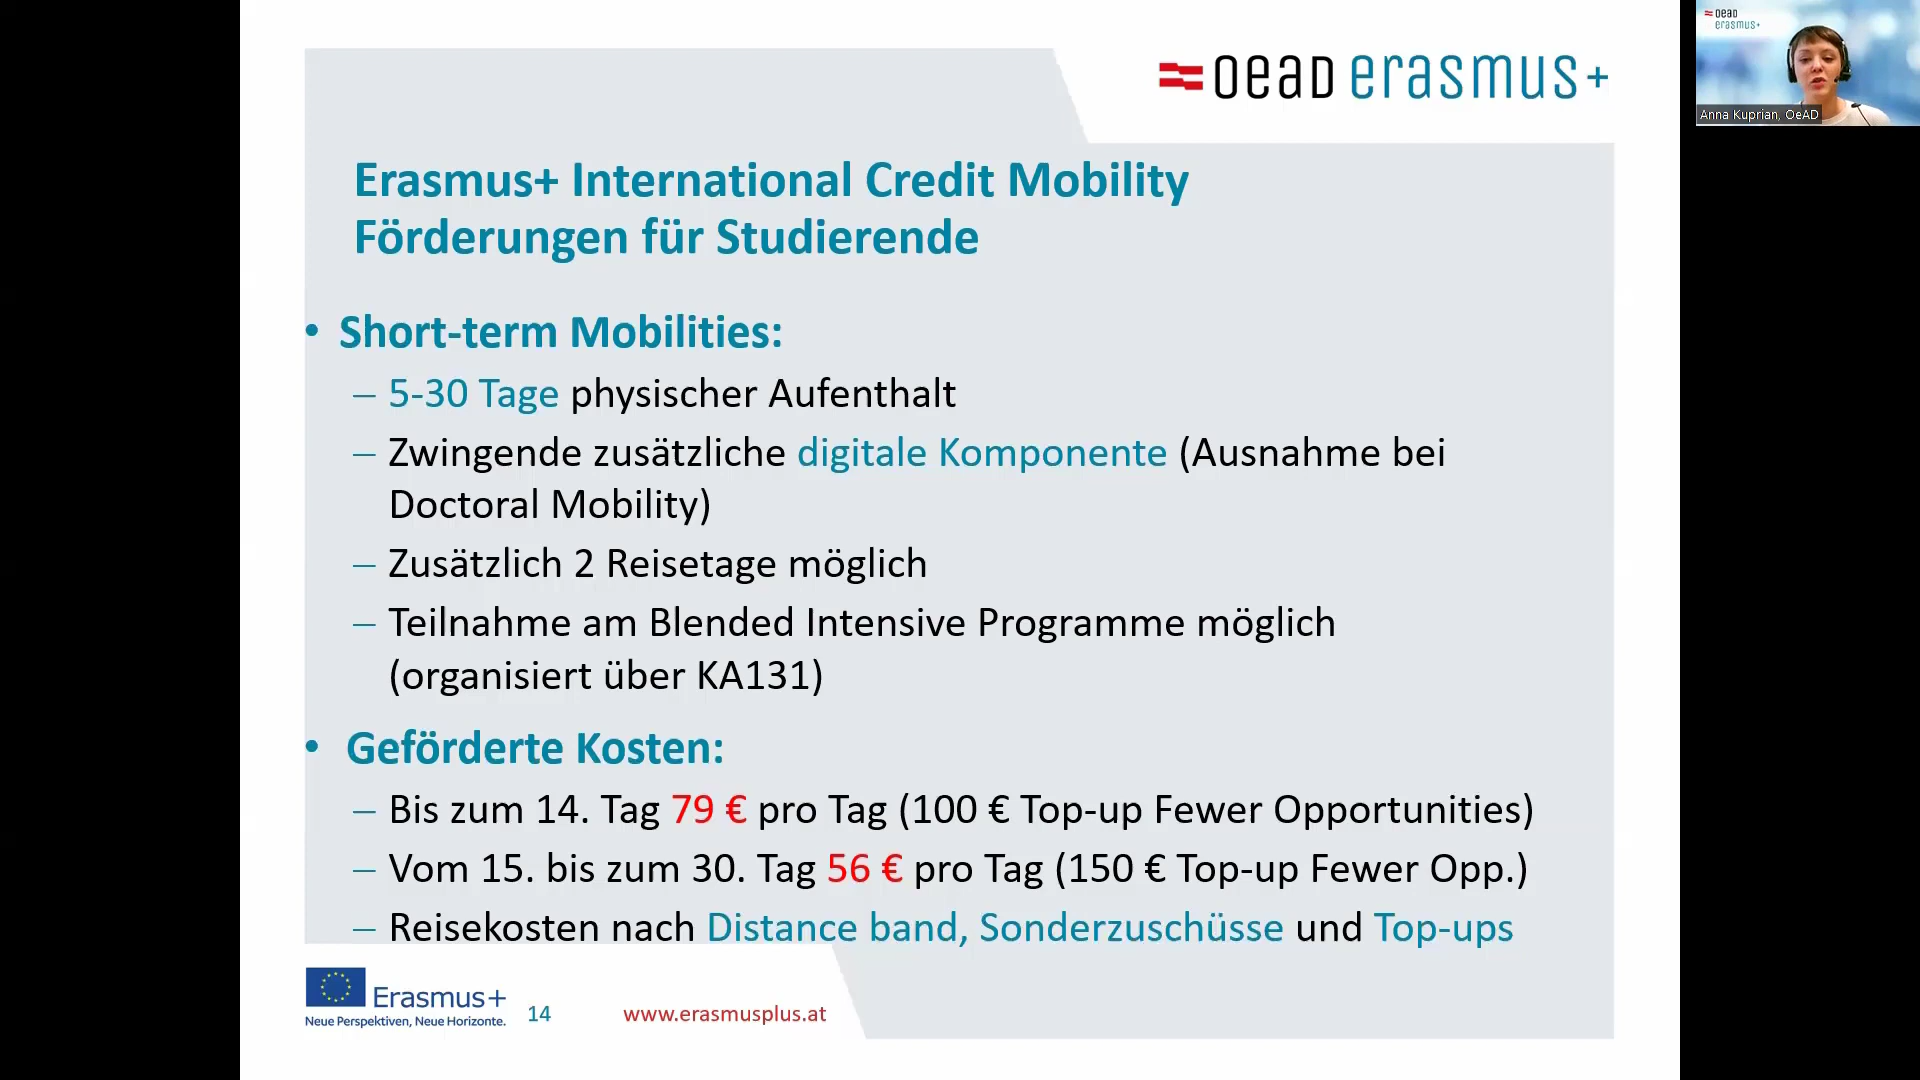 OEAD erasmus+
Erasmus+ International Credit Mobility
Förderungen für Studierende
• Short-term Mobilities:
– 5-30 Tage physischer Aufenthalt
– Zwingende zusätzliche digitale Komponente (Ausnahme bei
Doctoral Mobility)
– Zusätzlich 2 Reisetage möglich
– Teilnahme am Blended Intensive Programme möglich
(organisiert über KA131)
• Geförderte Kosten:
– Bis zum 14. Tag 79 € pro Tag (100 € Top-up Fewer Opportunities)
– Vom 15. bis zum 30. Tag 56 € pro Tag (150 € Top-up Fewer Opp.)
– Reisekosten nach Distance band, Sonderzuschüsse und Top-ups
Erasmus+
Neue Perspektiven, Neue Horizonte.
14
www.erasmusplus.at
OEAD
erasmus+
Anna Kuprian, OeAD